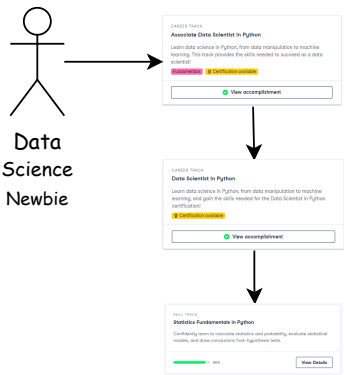 CAREER TRACK
Associate Data Scientist in Python
Learn data science in Python, from data manipulation to machine
learning. This track provides the skills needed to succeed as a data
scientist!
Fundamentals Certification available
View accomplishment
Data
Science
Newbie
CAREER TRACK
Data Scientist in Python
Learn data science in Python, from data manipulation to machine
learning, and gain the skills needed for the Data Scientist in Python
certification!
Certification available
View accomplishment
SKILL TRACK
Statistics Fundamentals in Python
Confidently learn to calculate statistics and probability, evaluate statistical
models, and draw conclusions from hypothesis tests.
View Details